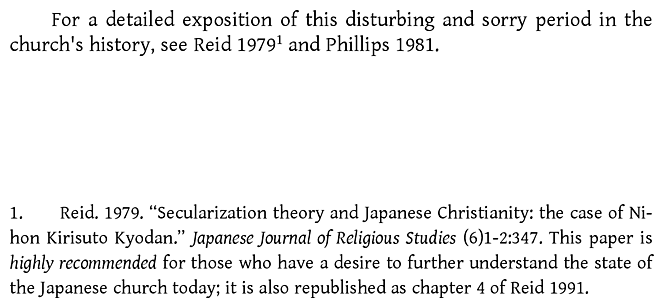 For a detailed exposition of this disturbing and sorry period in the
church's history, see Reid 1979¹ and Phillips 1981.
1. Reid. 1979. “Secularization theory and Japanese Christianity: the case of Ni-
hon Kirisuto Kyodan.” Japanese Journal of Religious Studies (6)1-2:347. This paper is
highly recommended for those who have a desire to further understand the state of
the Japanese church today; it is also republished as chapter 4 of Reid 1991.